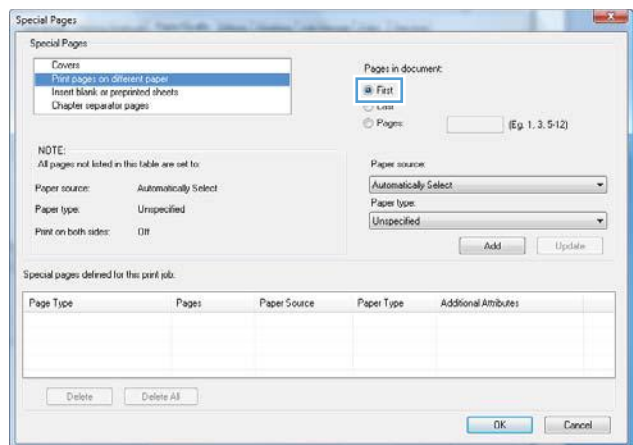 Special Pages
Special Pages
Covers
Print pages on different paper
Insert blank or preprinted sheets
Chapter separator pages
Pages in document:
First
Last
Pages:
(Eg. 1, 3, 5-12)
NOTE:
All pages not listed in this table are set to:
Paper source: Automatically Select
Paper type: Unspecified
Print on both sides: Off
Paper source:
Automatically Select
Paper type:
Unspecified
Add Update
Special pages defined for this print job:
Page Type Pages Paper Source Paper Type Additional Attributes
Delete Delete All
OK Cancel